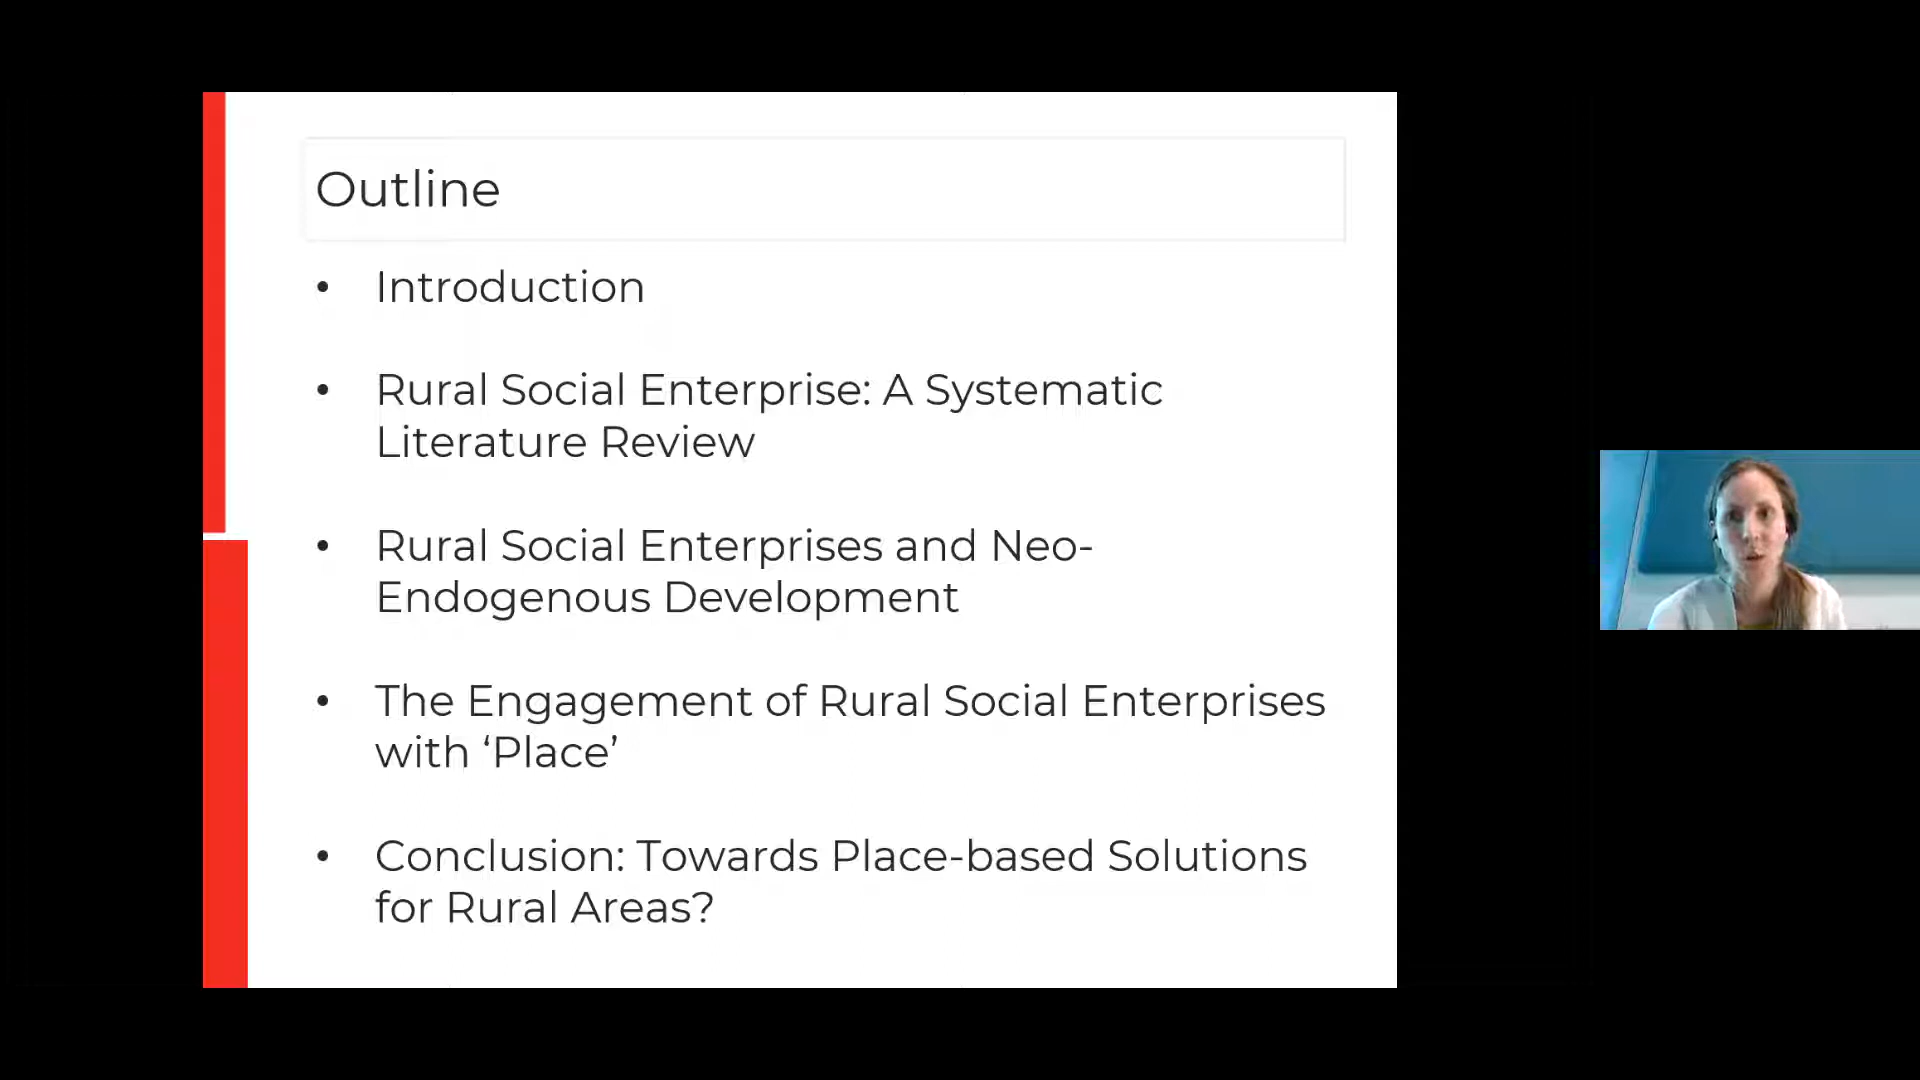 Outline
• Introduction
• Rural Social Enterprise: A Systematic
Literature Review
• Rural Social Enterprises and Neo-
Endogenous Development
• The Engagement of Rural Social Enterprises
with ‘Place’
• Conclusion: Towards Place-based Solutions
for Rural Areas?